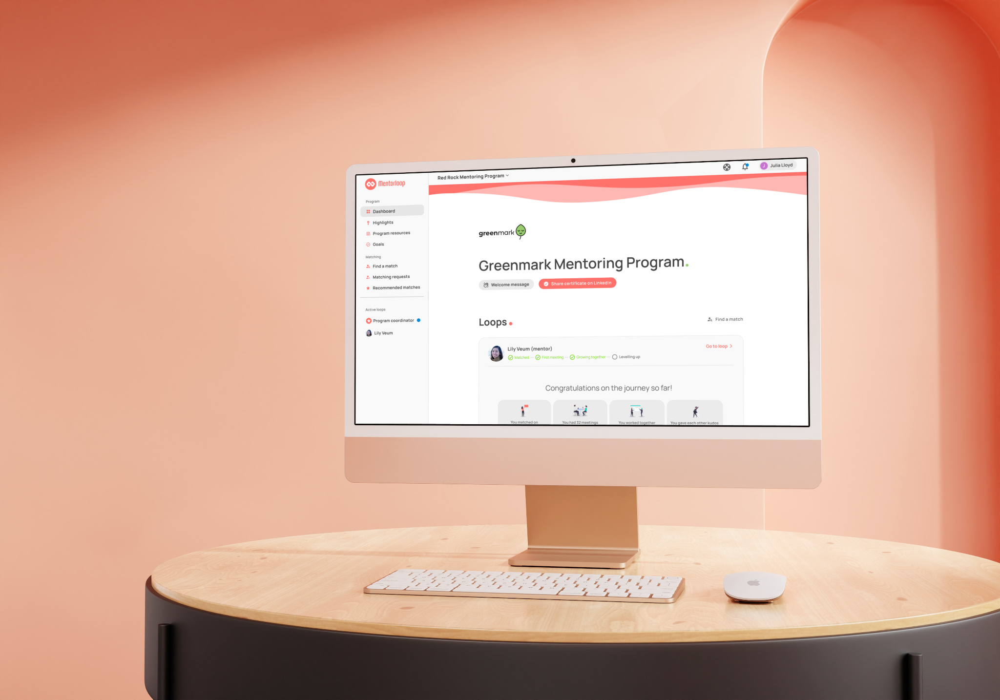 Mentorloop
Program
Dashboard
Highlights
Program resources
Goals
Matching
Find a match
Matching requests
Recommended matches
Active loops
Program coordinator
Lily Veum
Red Rock Mentoring Program
J
Julia Lloyd
greenmark
Greenmark Mentoring Program.
Welcome message
Share certificate on LinkedIn
Loops
Find a match
Lily Veum (mentor)
Go to loop
Matched
First meeting
Growing together
Levelling up
Congratulations on the journey so far!
You matched on
You had 32 meetings
You worked together
You gave each other kudos